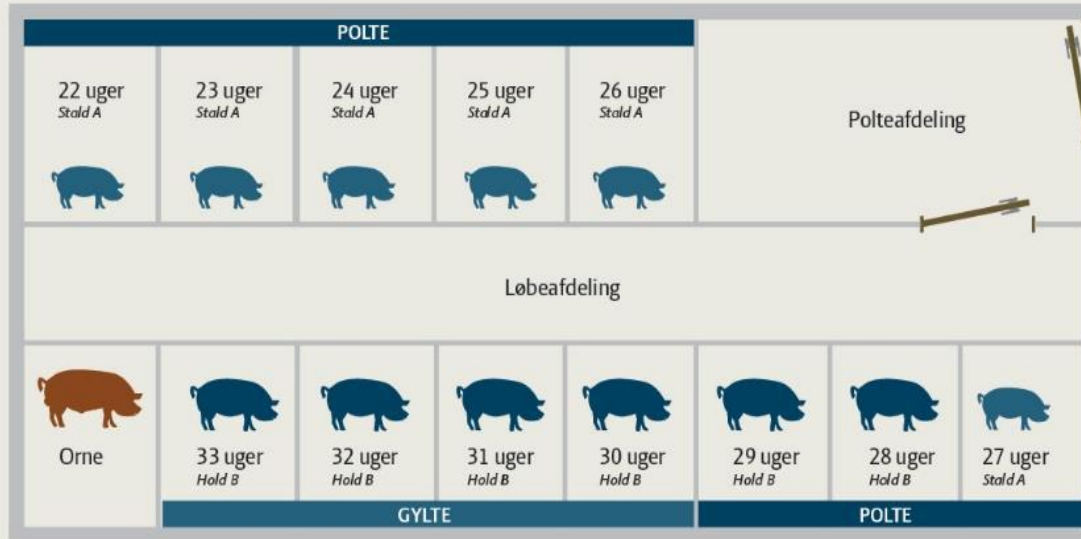 POLTE
22 uger
Stald A
23 uger
Stald A
24 uger
Stald A
25 uger
Stald A
26 uger
Stald A
Polteafdeling
Løbeafdeling
Orne
33 uger
Hold B
32 uger
Hold B
31 uger
Hold B
30 uger
Hold B
29 uger
Hold B
28 uger
Hold B
27 uger
Stald A
GYLTE
POLTE